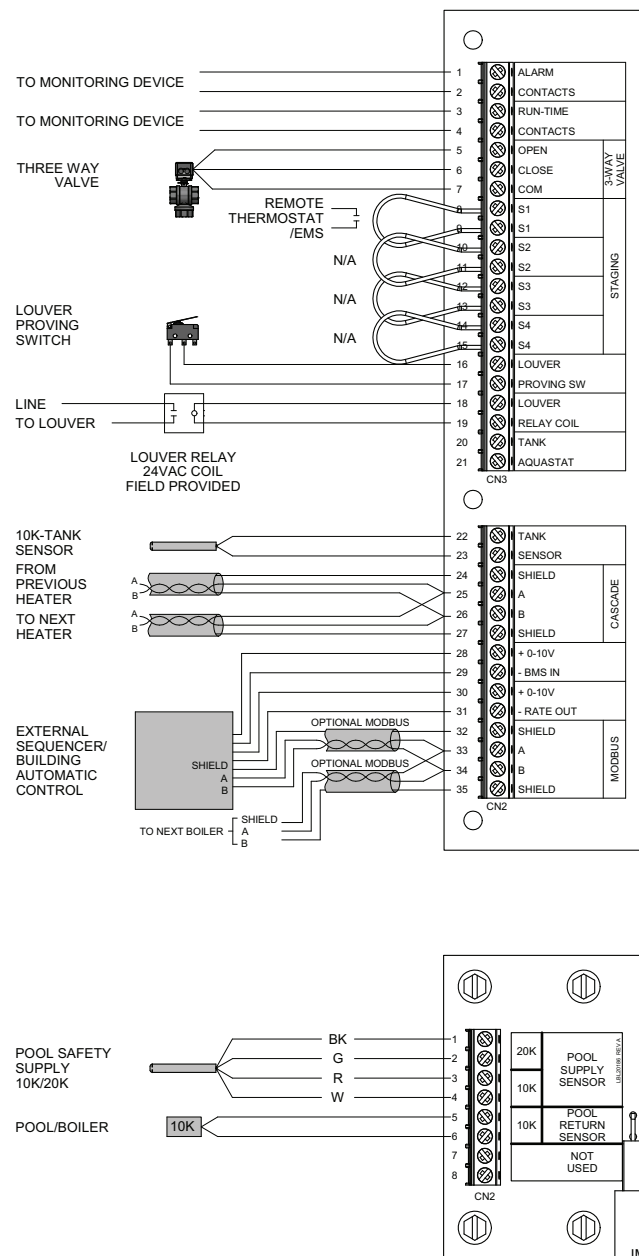 TO MONITORING DEVICE
TO MONITORING DEVICE
THREE WAY
VALVE
REMOTE
THERMOSTAT
/EMS
N/A
N/A
N/A
LOUVER
PROVING
SWITCH
LINE
TO LOUVER
LOUVER RELAY
24VAC COIL
FIELD PROVIDED
1 ALARM
2 CONTACTS
3 RUN-TIME
4 CONTACTS
5 OPEN
6 CLOSE
7 COM
3-WAY
VALVE
8 S1
9 S1
10 S2
11 S2
12 S3
13 S3
14 S4
15 S4
STAGING
16 LOUVER
17 PROVING SW
18 LOUVER
19 RELAY COIL
20 TANK
21 AQUASTAT
CN3
10K-TANK
SENSOR
FROM
PREVIOUS
HEATER
A
B
TO NEXT
HEATER
A
B
22 TANK
23 SENSOR
24 SHIELD
25 A
26 B
27 SHIELD
CASCADE
28 + 0-10V
29 - BMS IN
30 + 0-10V
31 - RATE OUT
32 SHIELD
33 A
34 B
35 SHIELD
MODBUS
CN2
EXTERNAL
SEQUENCER/
BUILDING
AUTOMATIC
CONTROL
SHIELD
A
B
OPTIONAL MODBUS
OPTIONAL MODBUS
TO NEXT BOILER
SHIELD
A
B
POOL SAFETY
SUPPLY
10K/20K
BK
G
R
W
POOL/BOILER
10K
1
2
3
4
5
6
7
8
CN2
20K
10K
POOL
SUPPLY
SENSOR
10K
POOL
RETURN
SENSOR
NOT
USED